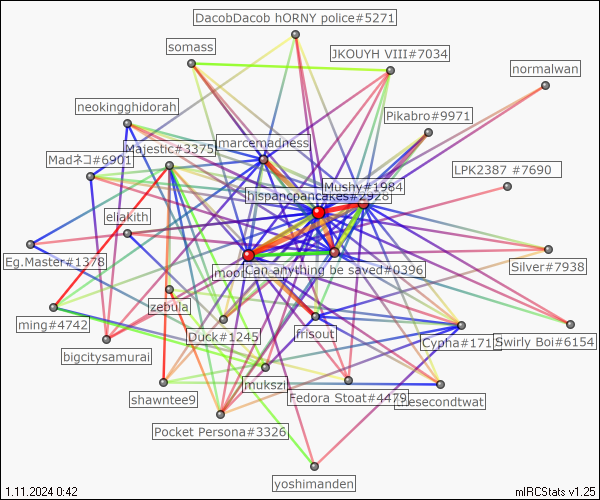 DacobDacob hORNY police#5271
somass
JKOUYH VIII#7034
normalwan
neokingghidorah
Pikabro#9971
marcemadness
Majestic#3375
Madネコ#6901
LPK2387 #7690
Mushy#1984
hispancpancakes#2928
eliakith
Eg.Master#1378
moot
Can anything be saved#0396
Silver#7938
zebula
ming#4742
Duck#1245
frisout
Cypha#171
Swirly Boi#6154
bigcitysamurai
mukszi
shawntee9
Fedora Stoat#4479
thesecondtwat
Pocket Persona#3326
yoshimanden
1.11.2024 0:42
mIRCStats v1.25